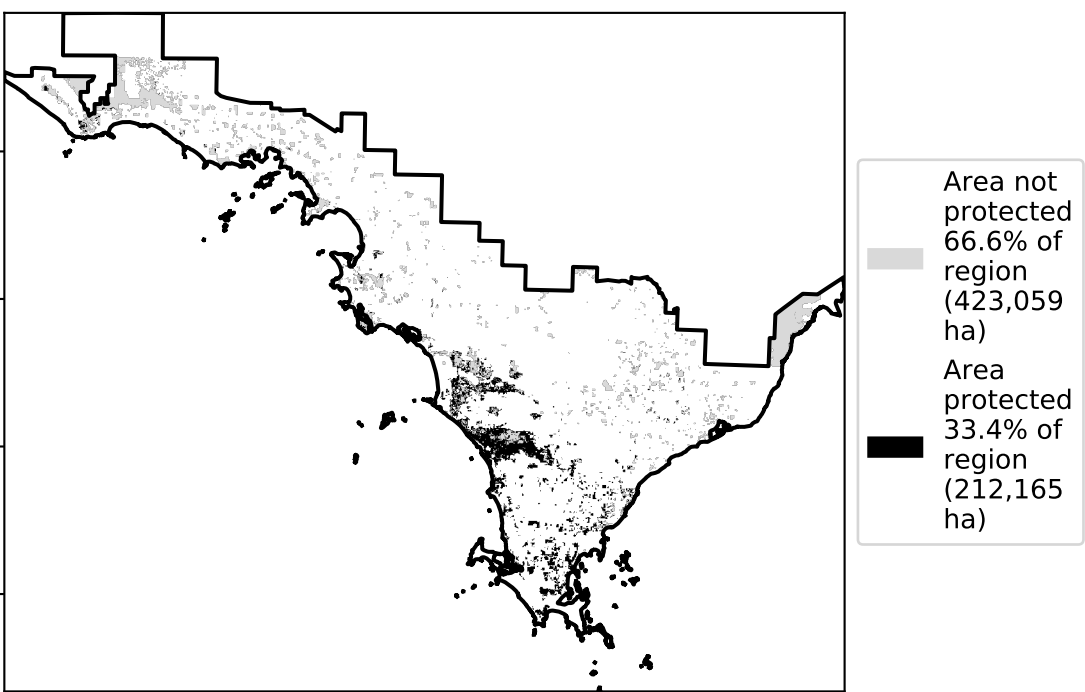 Area not
protected
66.6% of
region
(423,059
ha)
Area
protected
33.4% of
region
(212,165
ha)